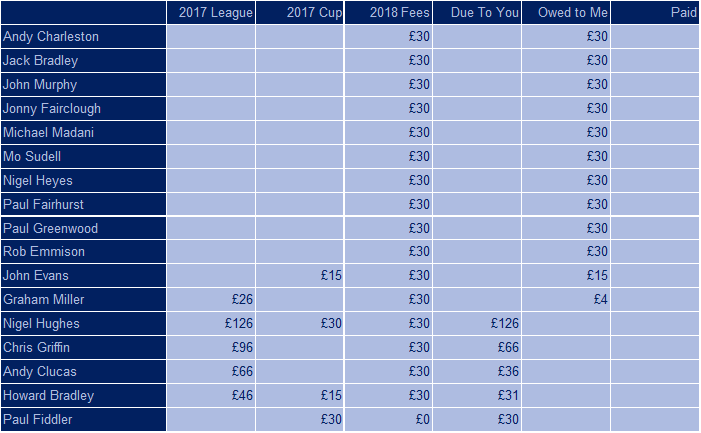 2017 League 2017 Cup 2018 Fees Due To You Owed to Me Paid
Andy Charleston £30 £30
Jack Bradley £30 £30
John Murphy £30 £30
Jonny Fairclough £30 £30
Michael Madani £30 £30
Mo Sudell £30 £30
Nigel Heyes £30 £30
Paul Fairhurst £30 £30
Paul Greenwood £30 £30
Rob Emmison £30 £30
John Evans £15 £30 £15
Graham Miller £26 £30 £4
Nigel Hughes £126 £30 £30 £126
Chris Griffin £96 £30 £66
Andy Clucas £66 £30 £36
Howard Bradley £46 £15 £30 £31
Paul Fiddler £30 £0 £30